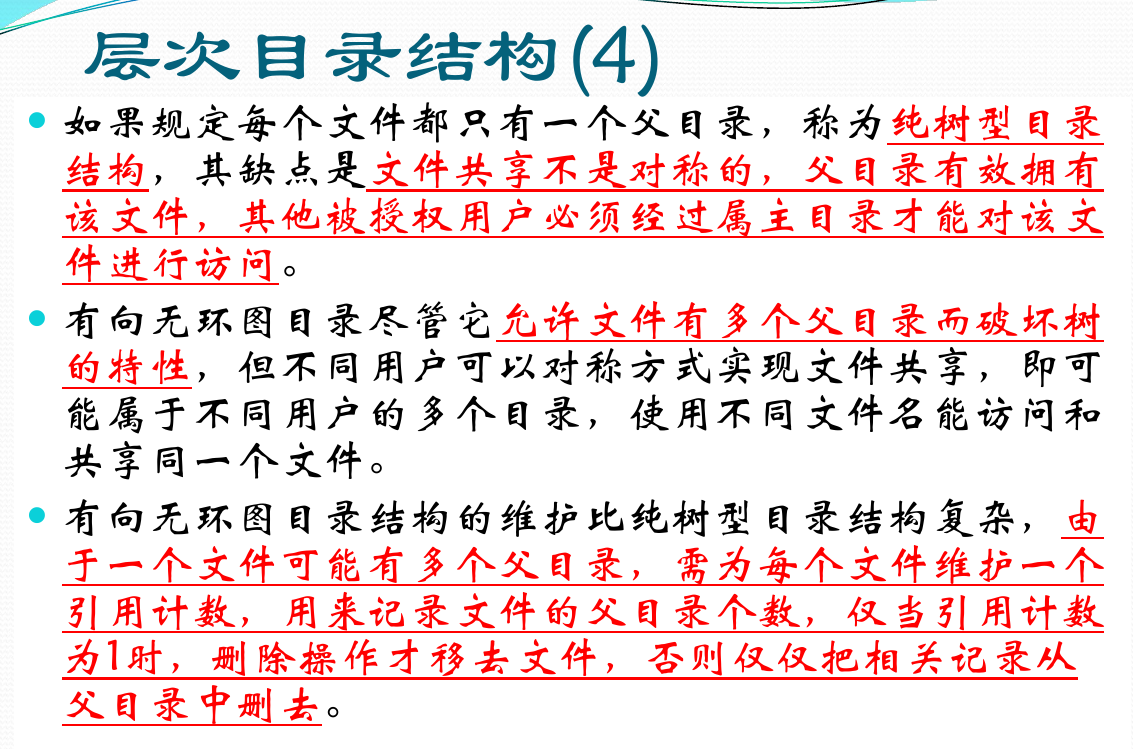 层次目录结构(4)
如果规定每个文件都只有一个父目录，称为纯树型目录
结构，其缺点是文件共享不是对称的，父目录有效拥有
该文件，其他被授权用户必须经过属主目录才能对该文
件进行访问。
有向无环图目录尽管它允许文件有多个父目录而破坏树
的特性，但不同用户可以对称方式实现文件共享，即可
能属于不同用户的多个目录，使用不同文件名能访问和
共享同一个文件。
有向无环图目录结构的维护比纯树型目录结构复杂，由
于一个文件可能有多个父目录，需为每个文件维护一个
引用计数，用来记录文件的父目录个数，仅当引用计数
为1时，删除操作才移去文件，否则仅仅把相关记录从
父目录中删去。